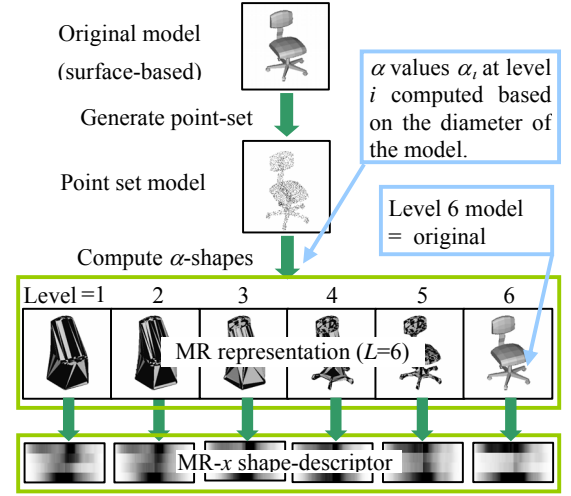 Original model
(surface-based)
Generate point-set
Point set model
Compute α-shapes
α values αᵢ at level
i computed based
on the diameter of
the model.
Level 6 model
= original
Level =1 2 3 4 5 6
MR representation (L=6)
MR-x shape-descriptor